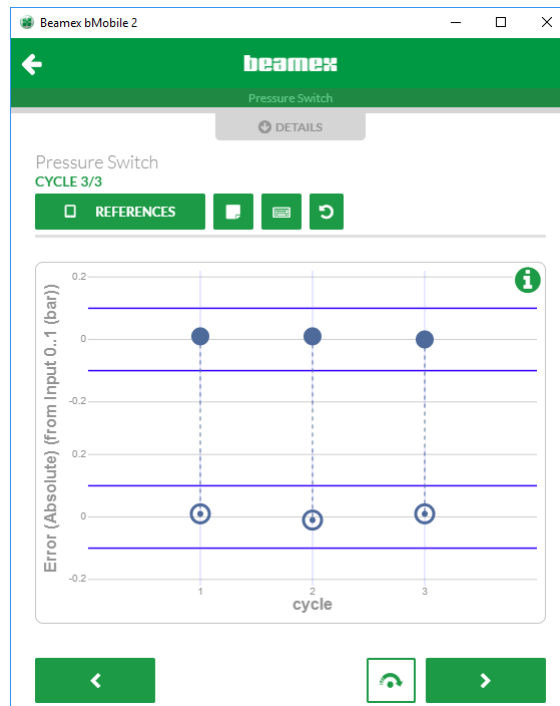 Beamex bMobile 2
beamex
Pressure Switch
DETAILS
Pressure Switch
CYCLE 3/3
REFERENCES
Error (Absolute) (from Input 0..1 (bar))
0.2
0
-0.2
0.2
0
-0.2
1
2
3
cycle